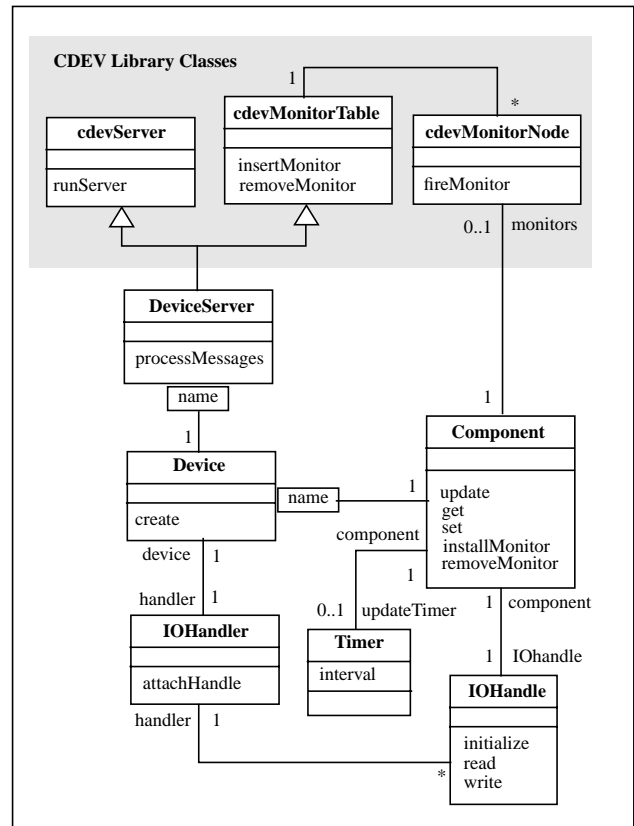 CDEV Library Classes
1
*
cdevServer
runServer
cdevMonitorTable
insertMonitor
removeMonitor
cdevMonitorNode
fireMonitor
0..1
monitors
DeviceServer
processMessages
name
1
1
Device
create
name
1
Component
update
get
set
installMonitor
removeMonitor
device
1
handler
1
component
1
0..1
updateTimer
1
component
IOHandler
attachHandle
Timer
interval
1
IOhandle
IOHandle
initialize
read
write
handler
1
*